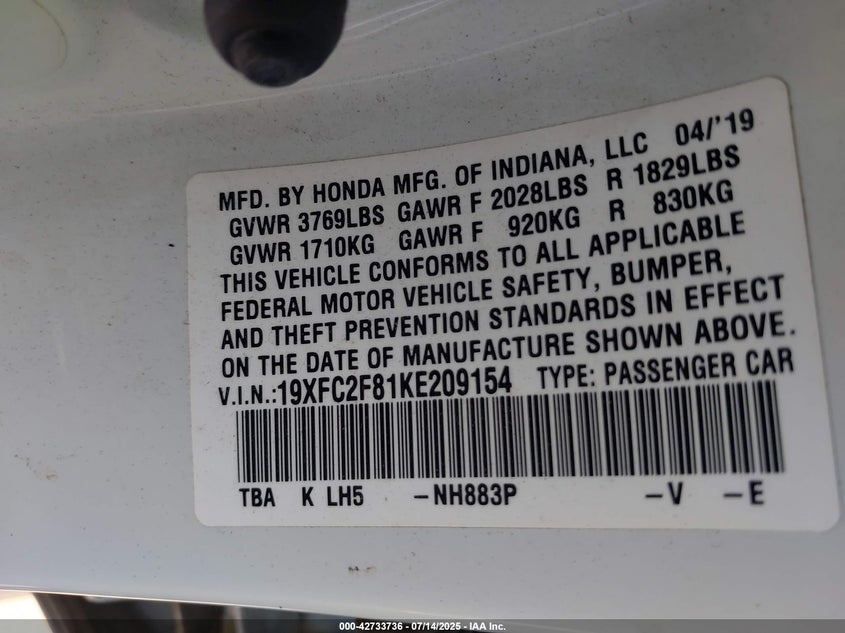 MFD. BY HONDA MFG. OF INDIANA, LLC 04/'19
GVWR 3769LBS GAWR F 2028LBS R 1829LBS
GVWR 1710KG GAWR F 920KG R 830KG
THIS VEHICLE CONFORMS TO ALL APPLICABLE
FEDERAL MOTOR VEHICLE SAFETY, BUMPER,
AND THEFT PREVENTION STANDARDS IN EFFECT
ON THE DATE OF MANUFACTURE SHOWN ABOVE.
V.I.N.:19XFC2F81KE209154 TYPE: PASSENGER CAR
TBA K LH5 -NH883P -V -E
000-42733736 - 07/14/2025 - IAA Inc.